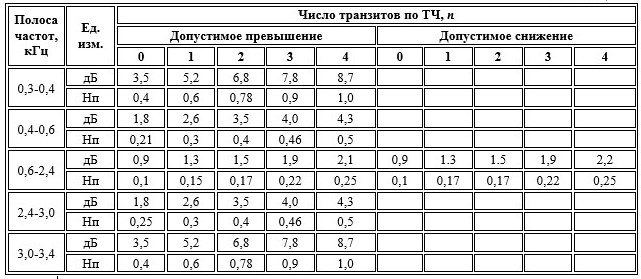 Полоса частот, кГц Ед. изм. Число транзитов по ТЧ, n
Допустимое превышение Допустимое снижение
0 1 2 3 4 0 1 2 3 4
0,3-0,4 дБ 3,5 5,2 6,8 7,8 8,7
Нп 0,4 0,6 0,78 0,9 1,0
0,4-0,6 дБ 1,8 2,6 3,5 4,0 4,3
Нп 0,21 0,3 0,4 0,46 0,5
0,6-2,4 дБ 0,9 1,3 1,5 1,9 2,1 0,9 1.3 1.5 1,9 2,2
Нп 0,1 0,15 0,17 0,22 0,25 0,1 0,17 0,17 0,22 0,25
2,4-3,0 дБ 1,8 2,6 3,5 4,0 4,3
Нп 0,25 0,3 0,4 0,46 0,5
3,0-3,4 дБ 3,5 5,2 6,8 7,8 8,7
Нп 0,4 0,6 0,78 0,9 1,0